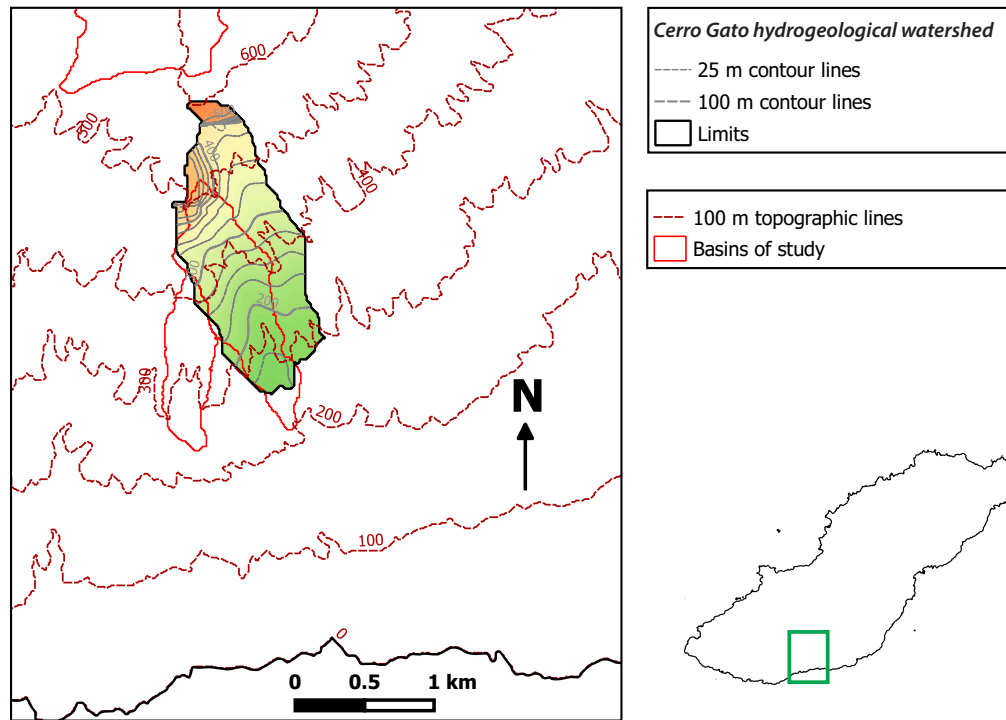 600
500
400
400
200
300
200
100
0
N
0 0.5 1 km
Cerro Gato hydrogeological watershed
25 m contour lines
100 m contour lines
Limits
100 m topographic lines
Basins of study